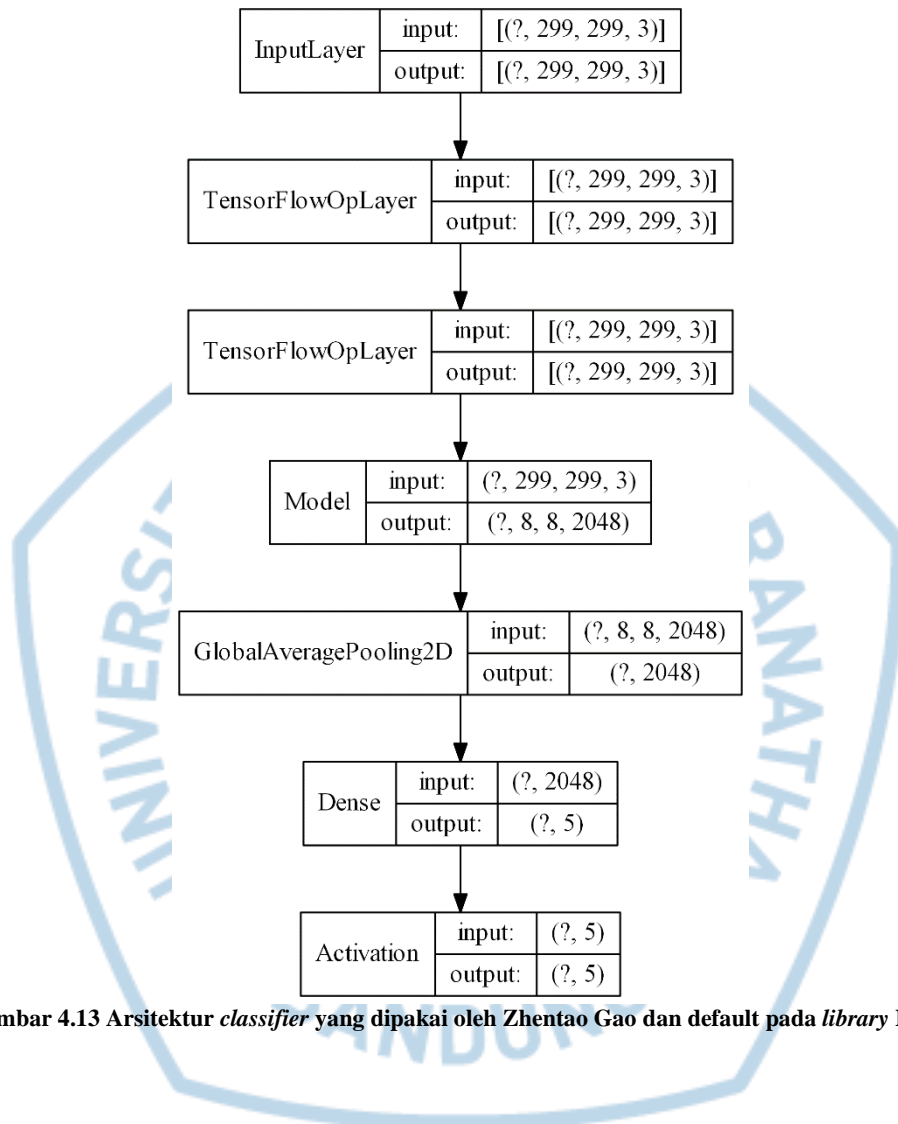 InputLayer
input: [(?, 299, 299, 3)]
output: [(?, 299, 299, 3)]
TensorFlowOpLayer
input: [(?, 299, 299, 3)]
output: [(?, 299, 299, 3)]
TensorFlowOpLayer
input: [(?, 299, 299, 3)]
output: [(?, 299, 299, 3)]
Model
input: (?, 299, 299, 3)
output: (?, 8, 8, 2048)
GlobalAveragePooling2D
input: (?, 8, 8, 2048)
output: (?, 2048)
Dense
input: (?, 2048)
output: (?, 5)
Activation
input: (?, 5)
output: (?, 5)
mbar 4.13 Arsitektur classifier yang dipakai oleh Zhentao Gao dan default pada library